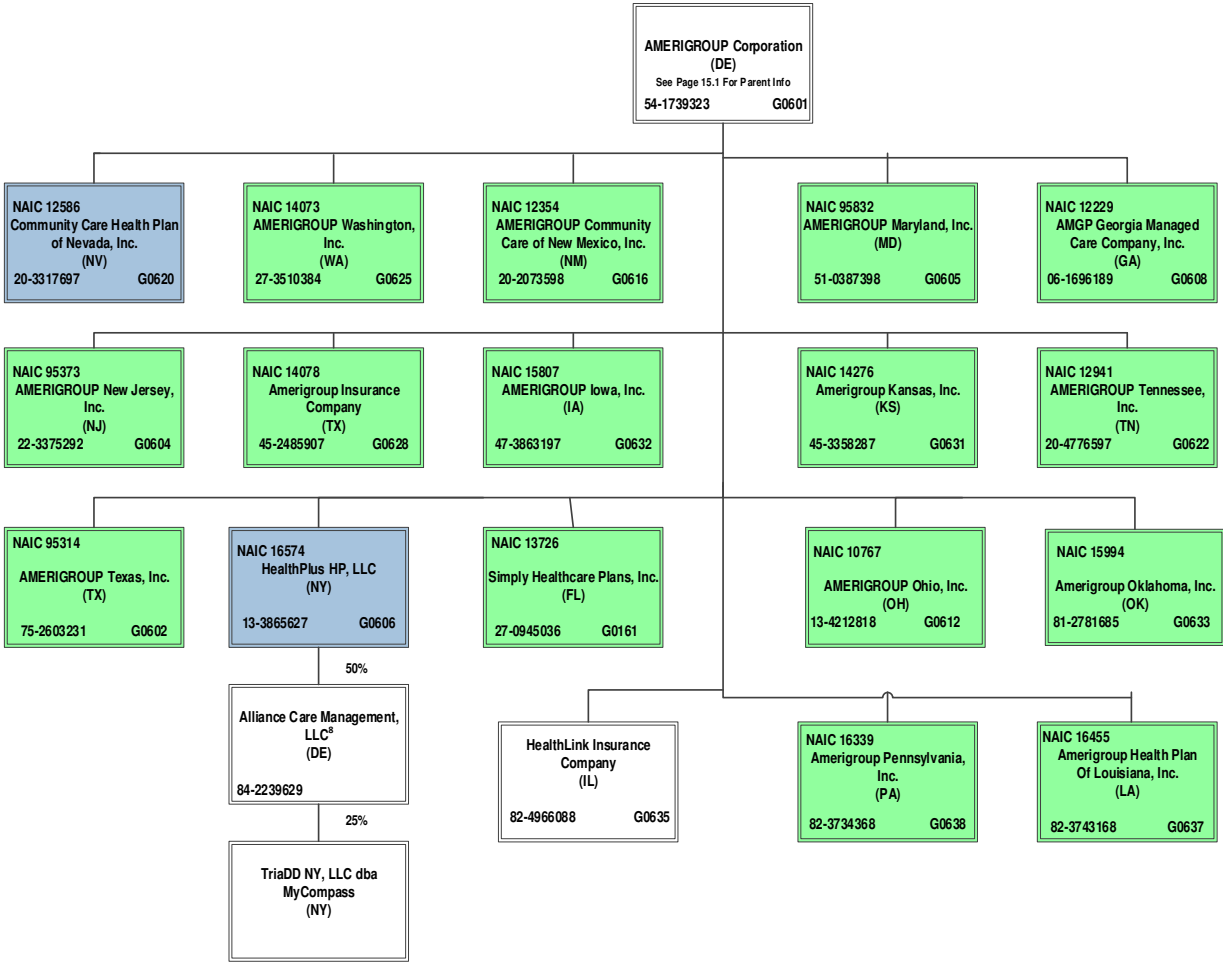 AMERIGROUP Corporation
(DE)
See Page 15.1 For Parent Info
54-1739323 G0601
NAIC 12586
Community Care Health Plan
of Nevada, Inc.
(NV)
20-3317697 G0620
NAIC 14073
AMERIGROUP Washington,
Inc.
(WA)
27-3510384 G0625
NAIC 12354
AMERIGROUP Community
Care of New Mexico, Inc.
(NM)
20-2073598 G0616
NAIC 95832
AMERIGROUP Maryland, Inc.
(MD)
51-0387398 G0605
NAIC 12229
AMGP Georgia Managed
Care Company, Inc.
(GA)
06-1696189 G0608
NAIC 95373
AMERIGROUP New Jersey,
Inc.
(NJ)
22-3375292 G0604
NAIC 14078
Amerigroup Insurance
Company
(TX)
45-2485907 G0628
NAIC 15807
AMERIGROUP Iowa, Inc.
(IA)
47-3863197 G0632
NAIC 14276
Amerigroup Kansas, Inc.
(KS)
45-3358287 G0631
NAIC 12941
AMERIGROUP Tennessee,
Inc.
(TN)
20-4776597 G0622
NAIC 95314
AMERIGROUP Texas, Inc.
(TX)
75-2603231 G0602
NAIC 16574
HealthPlus HP, LLC
(NY)
13-3865627 G0606
NAIC 13726
Simply Healthcare Plans, Inc.
(FL)
27-0945036 G0161
NAIC 10767
AMERIGROUP Ohio, Inc.
(OH)
13-4212818 G0612
NAIC 15994
Amerigroup Oklahoma, Inc.
(OK)
81-2781685 G0633
50%
Alliance Care Management,
LLC⁸
(DE)
84-2239629
HealthLink Insurance
Company
(IL)
82-4966088 G0635
NAIC 16339
Amerigroup Pennsylvania,
Inc.
(PA)
82-3734368 G0638
NAIC 16455
Amerigroup Health Plan
Of Louisiana, Inc.
(LA)
82-3743168 G0637
25%
TriaDD NY, LLC dba
MyCompass
(NY)